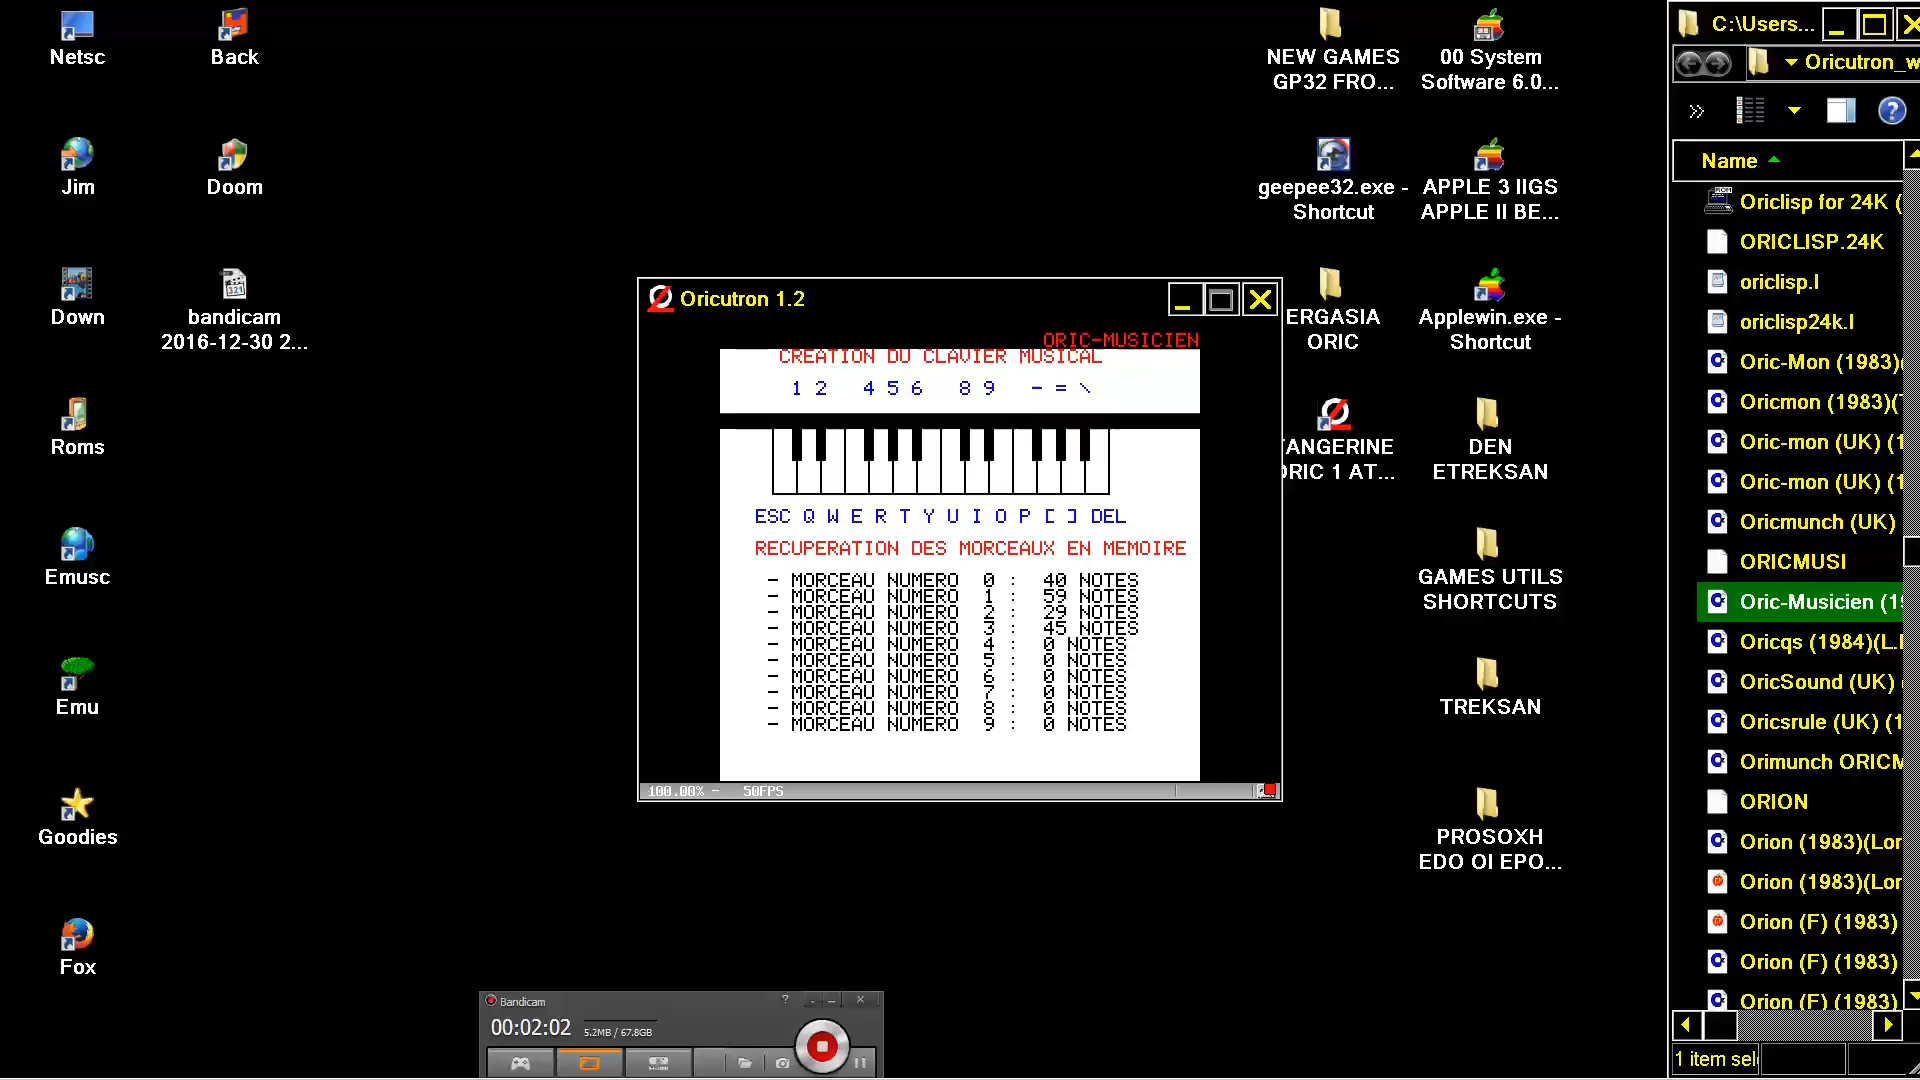 Netsc
Back
Jim
Doom
Down
bandicam
2016-12-30 2...
Roms
Emusc
Emu
Goodies
Fox
Oricutron 1.2
ORIC-MUSICIEN
CREATION DU CLAVIER MUSICAL
1 2 4 5 6 8 9 - = \
ESC Q W E R T Y U I O P [ ] DEL
RECUPERATION DES MORCEAUX EN MEMOIRE
- MORCEAU NUMERO 0 : 40 NOTES
- MORCEAU NUMERO 1 : 59 NOTES
- MORCEAU NUMERO 2 : 29 NOTES
- MORCEAU NUMERO 3 : 45 NOTES
- MORCEAU NUMERO 4 : 0 NOTES
- MORCEAU NUMERO 5 : 0 NOTES
- MORCEAU NUMERO 6 : 0 NOTES
- MORCEAU NUMERO 7 : 0 NOTES
- MORCEAU NUMERO 8 : 0 NOTES
- MORCEAU NUMERO 9 : 0 NOTES
100.00% - 50FPS
Bandicam
00:02:02
5.2MB / 67.8GB
NEW GAMES
GP32 FRO...
00 System
Software 6.0...
geepee32.exe -
Shortcut
APPLE 3 IIGS
APPLE II BE...
ERGASIA
ORIC
Applewin.exe -
Shortcut
ANGERINE
ORIC 1 AT...
DEN
ETREKSAN
GAMES UTILS
SHORTCUTS
TREKSAN
PROSOXH
EDO OI EPO...
C:\Users...
Oricutron_w
Name
Oriclisp for 24K (
ORICLISP.24K
oriclisp.l
oriclisp24k.l
Oric-Mon (1983)(
Oricmon (1983)(
Oric-mon (UK) (1
Oric-mon (UK) (1
Oricmunch (UK)
ORICMUSI
Oric-Musicien (19
Oricqs (1984)(L.
OricSound (UK)
Oricsrule (UK) (1
Orimunch ORICM
ORION
Orion (1983)(Lor
Orion (1983)(Lor
Orion (F) (1983)
Orion (F) (1983)
Orion (F) (1983)
1 item sel